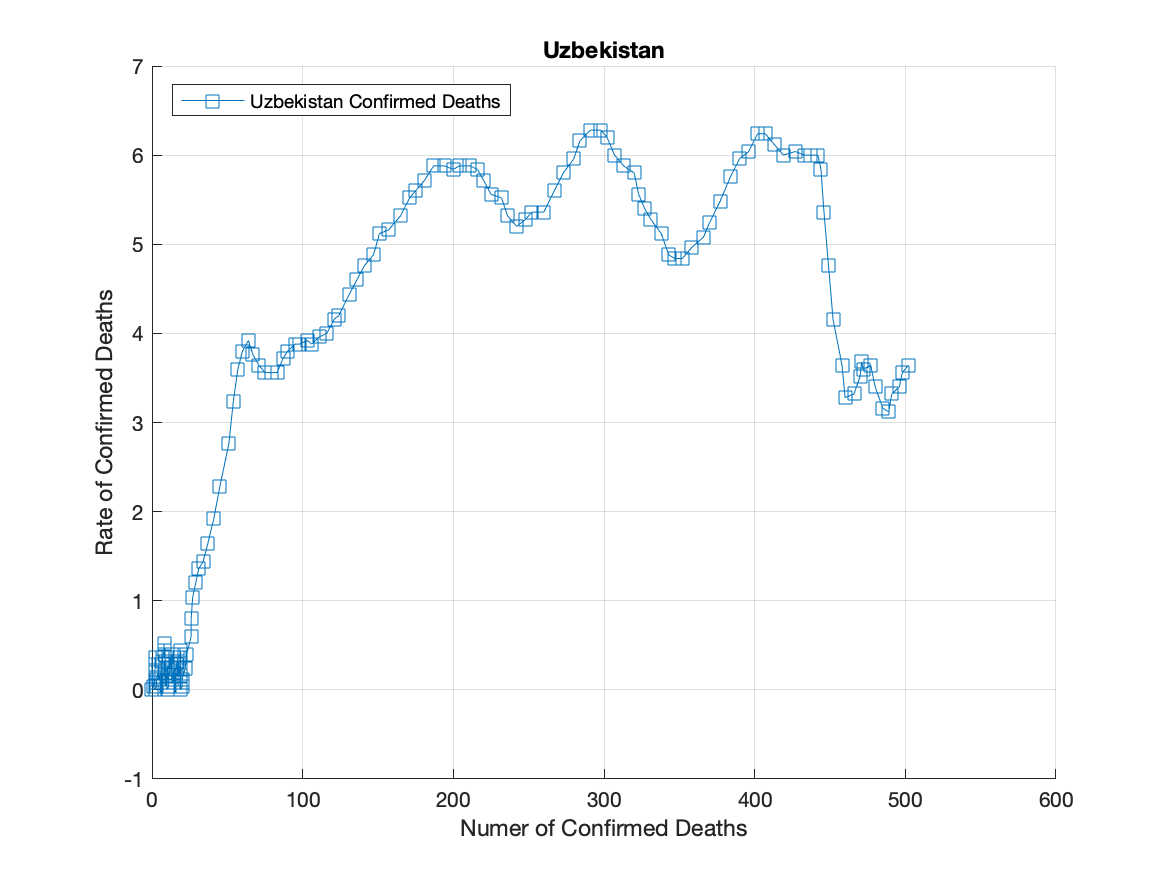 Uzbekistan
Uzbekistan Confirmed Deaths
7
6
5
4
3
2
1
0
-1
Rate of Confirmed Deaths
0 100 200 300 400 500 600
Numer of Confirmed Deaths